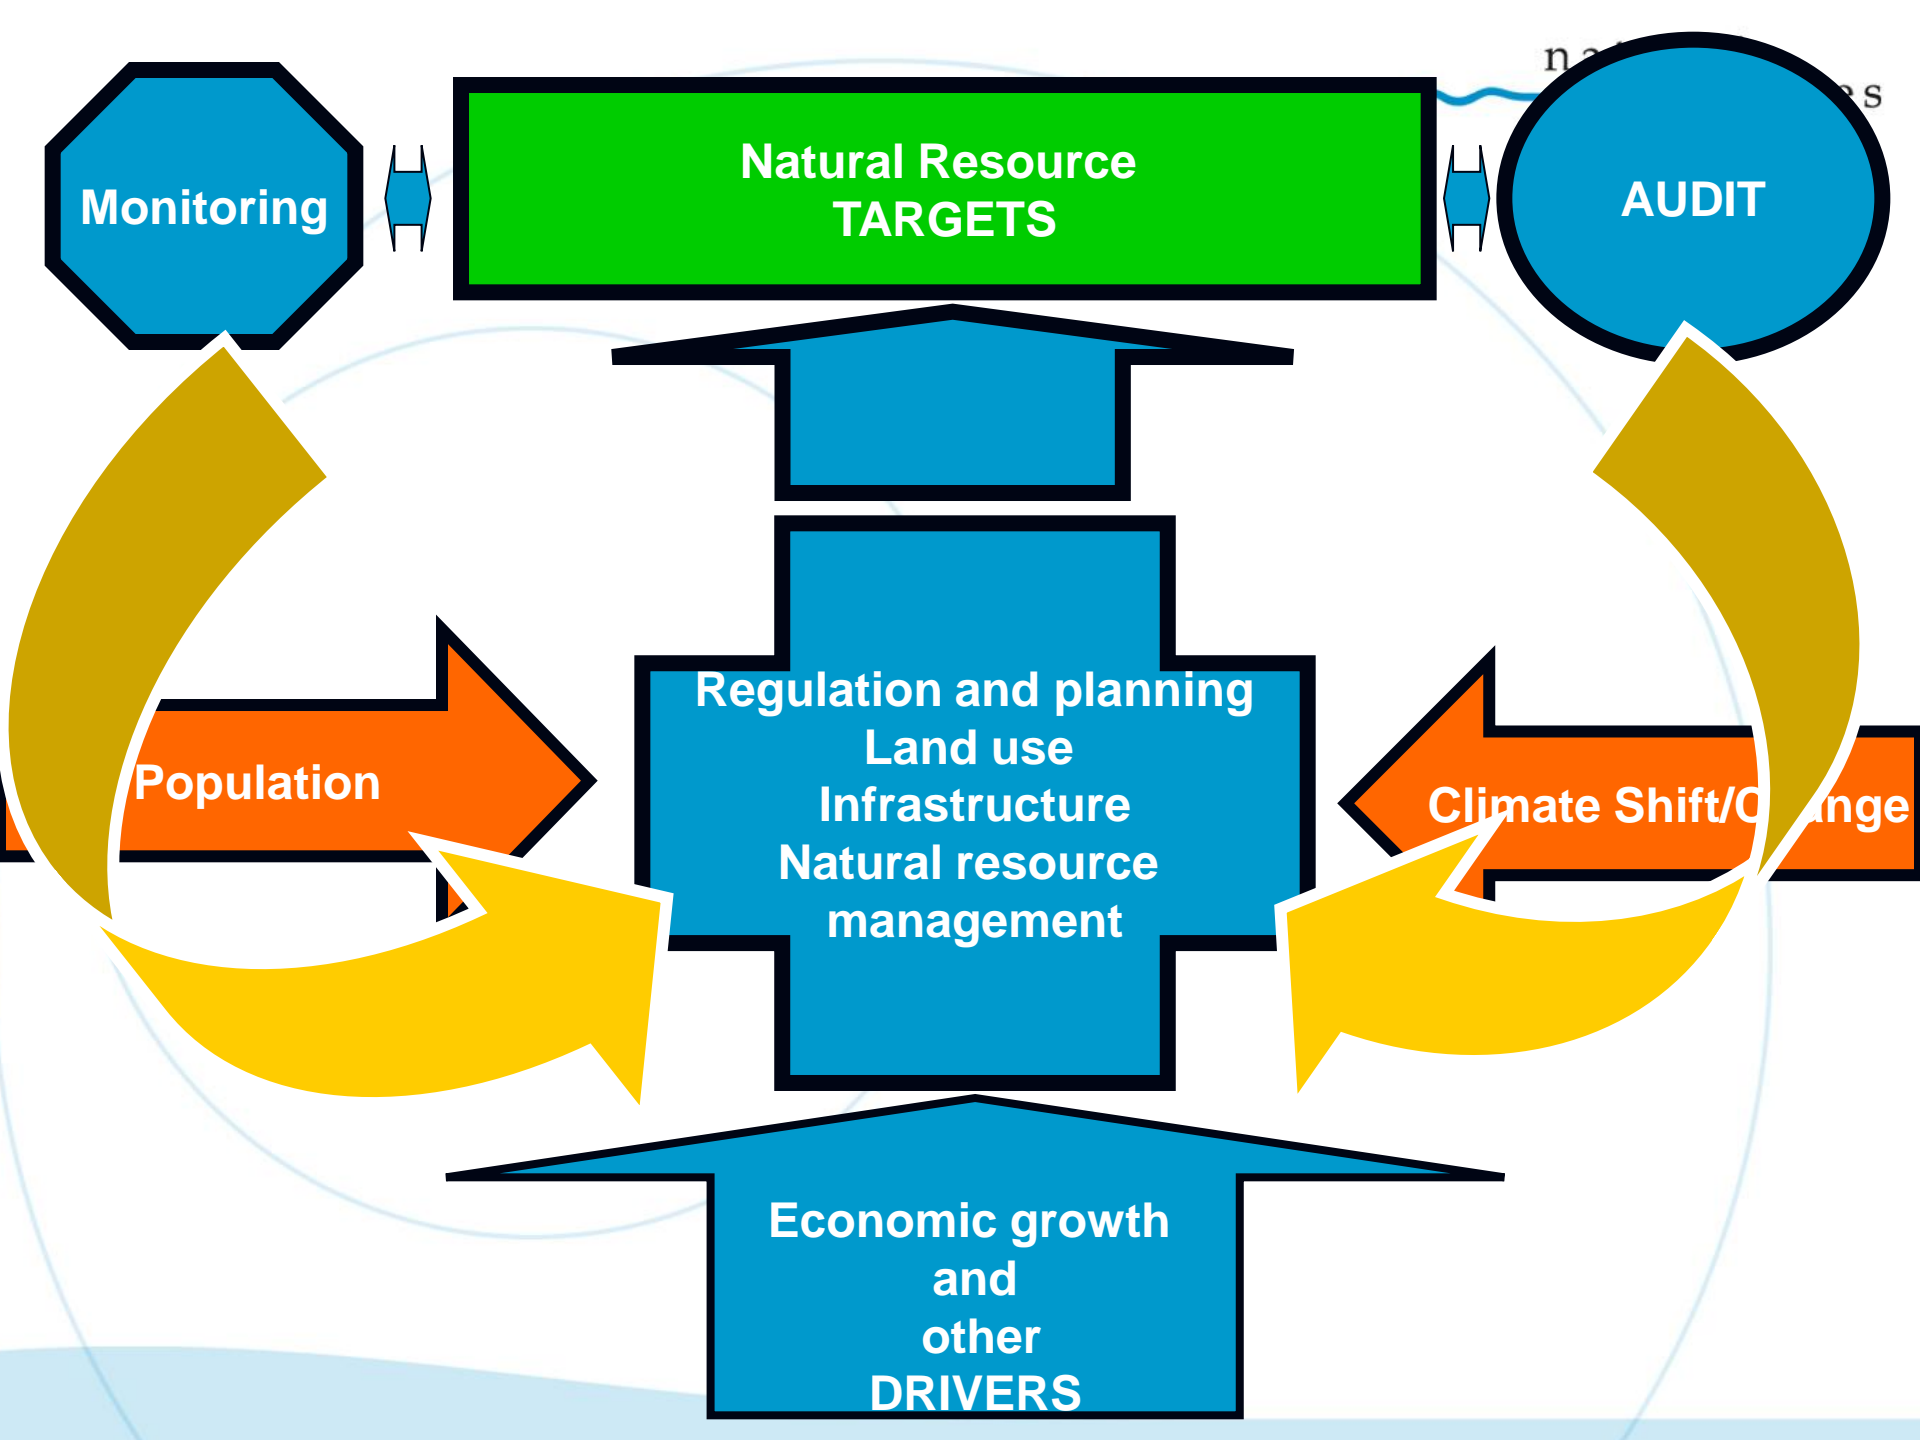 Monitoring
Natural Resource
TARGETS
AUDIT
Population
Regulation and planning
Land use
Infrastructure
Natural resource
management
Climate
Economic growth
and
other
DRIVERS